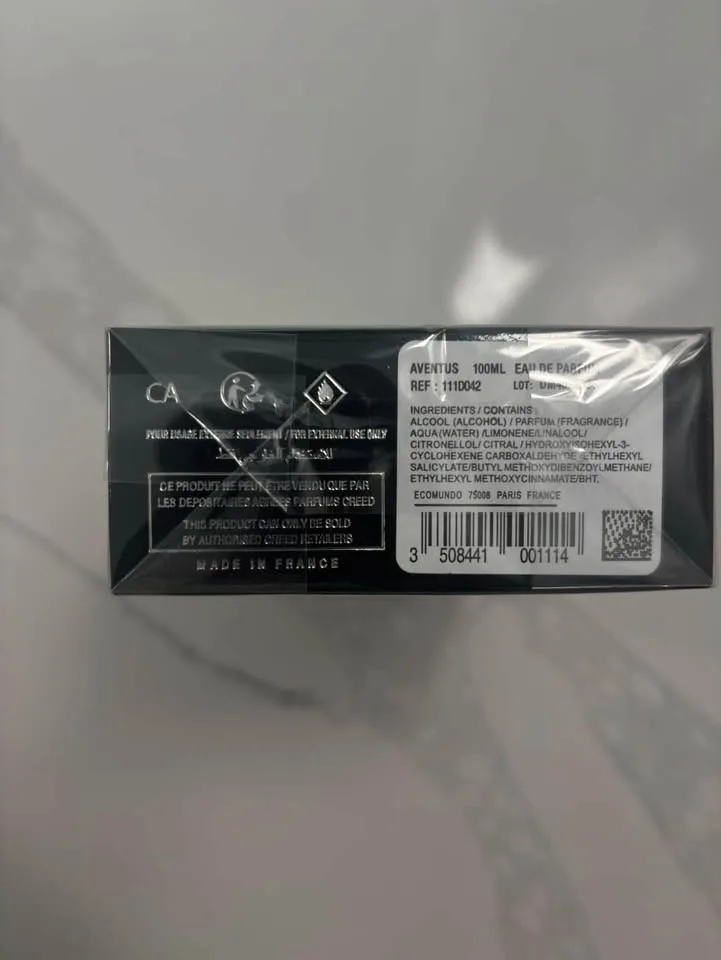 CA
POUR USAGE EXTERNE SEULEMENT / FOR EXTERNAL USE ONLY
CE PRODUIT NE PEUT ÊTRE VENDU QUE PAR
LES DEPOSITAIRES AGREES PARFUMS CREED
THIS PRODUCT CAN ONLY BE SOLD
BY AUTHORISED CREED RETAILERS
MADE IN FRANCE
AVENTUS 100ML EAU DE PARFUM
REF : 111D042 LOT:
INGREDIENTS / CONTAINS :
ALCOOL (ALCOHOL) / PARFUM (FRAGRANCE) /
AQUA (WATER) /LIMONENE/LINALOOL/
CITRONELLOL/ CITRAL / HYDROXYISOHEXYL-3-
CYCLOHEXENE CARBOXALDEHYDE /ETHYLHEXYL
SALICYLATE/BUTYL METHOXYDIBENZOYLMETHANE/
ETHYLHEXYL METHOXYCINNAMATE/BHT.
ECOMUNDO 75008 PARIS FRANCE
3 508441 001114